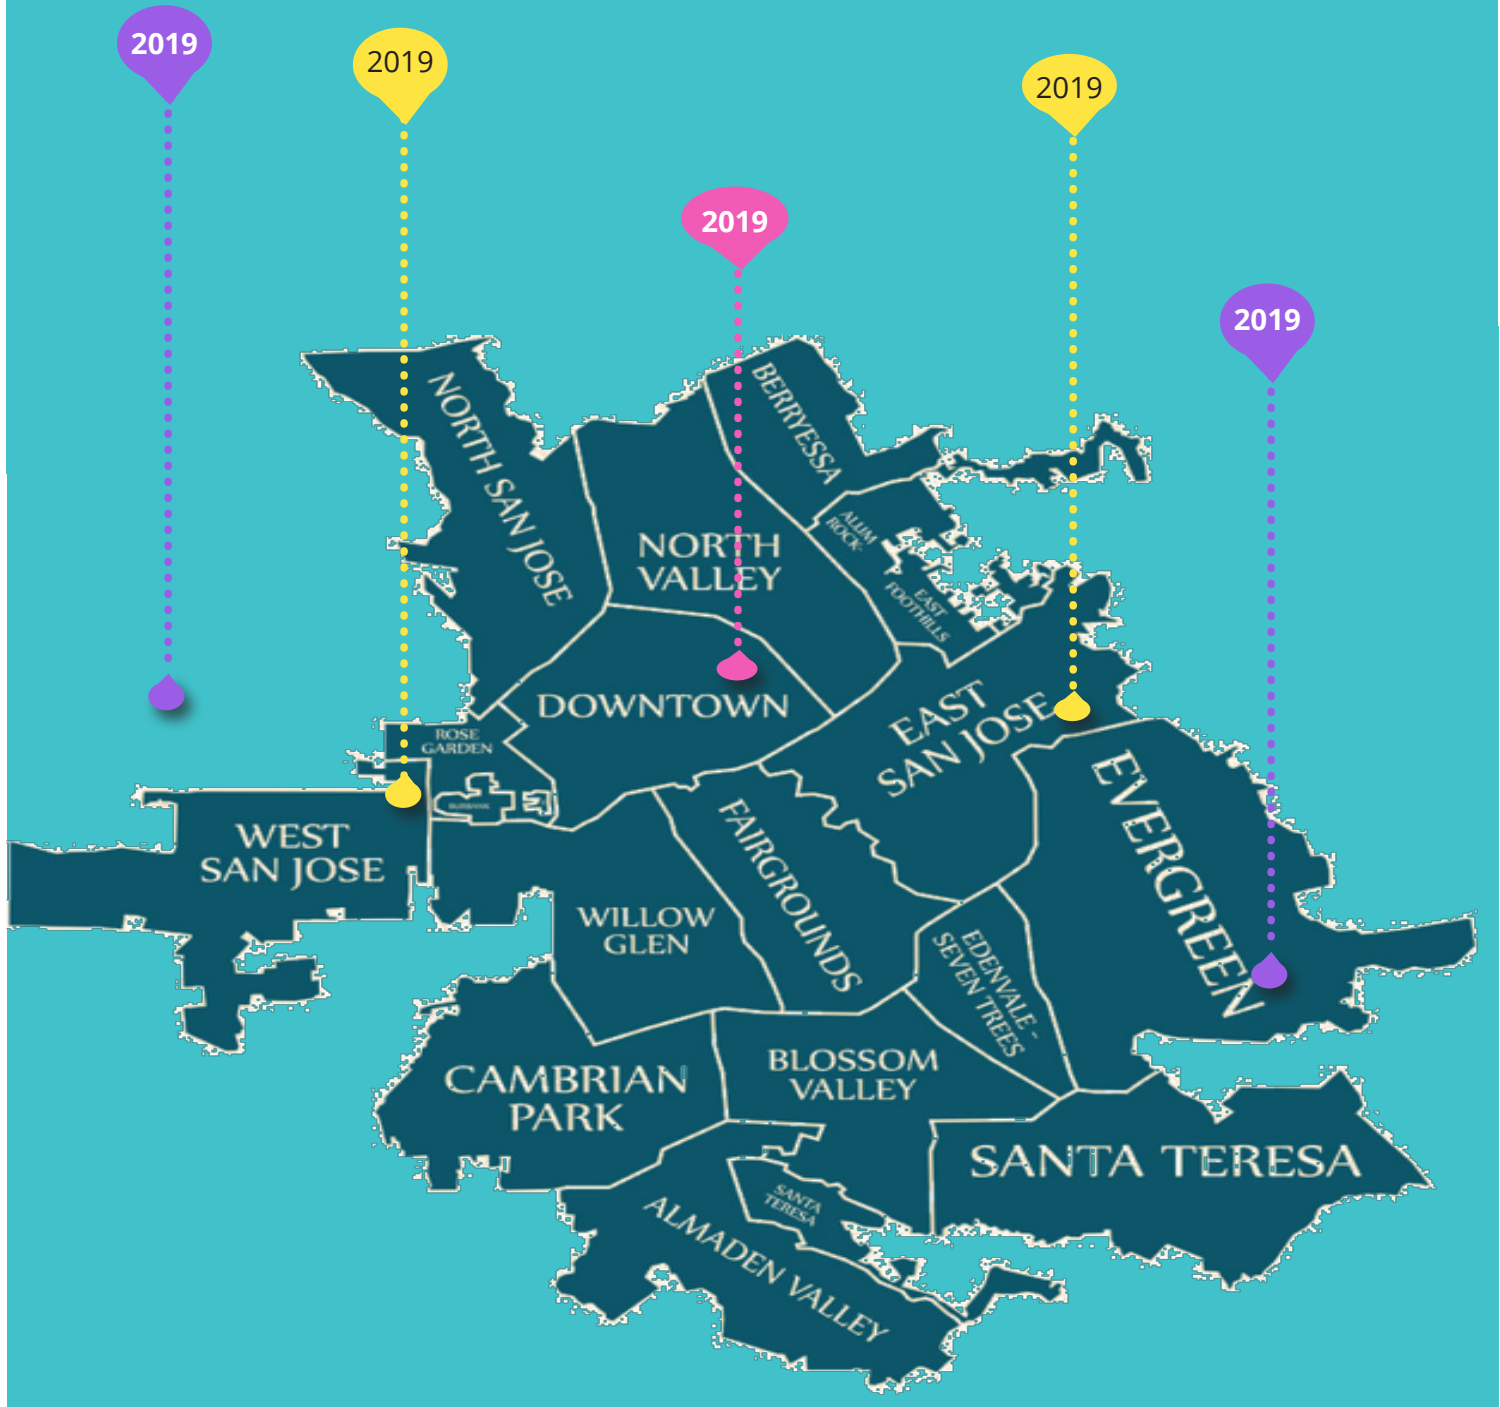 2019
2019
2019
2019
2019
NORTH SAN JOSE
BERRYESSA
ALUM
ROCK-
EAST
FOOTHILLS
NORTH
VALLEY
DOWNTOWN
EAST
SAN JOSE
ROSE
GARDEN
BURBANK
WEST
SAN JOSE
EVERGREEN
FAIRGROUNDS
WILLOW
GLEN
EDENVALE -
SEVEN TREES
CAMBRIAN
PARK
BLOSSOM
VALLEY
SANTA TERESA
SANTA
TERESA
ALMADEN VALLEY